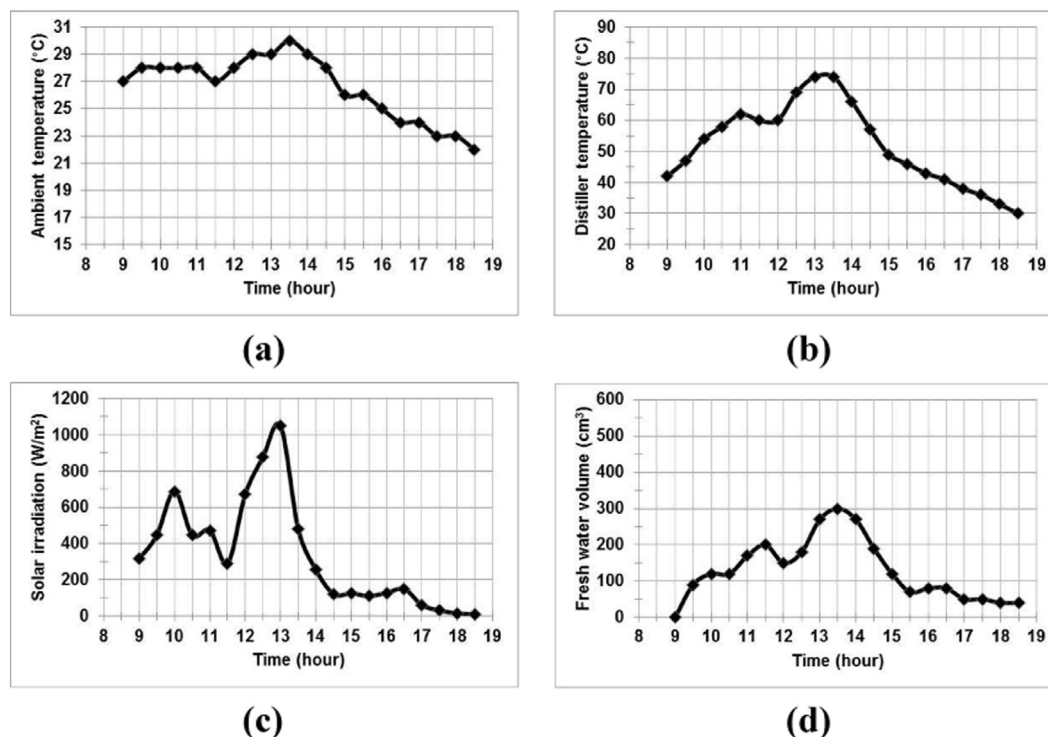 Ambient temperature (°C)
31
29
27
25
23
21
19
17
15
8 9 10 11 12 13 14 15 16 17 18 19
Time (hour)
(a)
Distiller temperature (°C)
90
80
70
60
50
40
30
20
8 9 10 11 12 13 14 15 16 17 18 19
Time (hour)
(b)
Solar irradiation (W/m²)
1200
1000
800
600
400
200
0
8 9 10 11 12 13 14 15 16 17 18 19
Time (hour)
(c)
Fresh water volume (cm³)
600
500
400
300
200
100
0
8 9 10 11 12 13 14 15 16 17 18 19
Time (hour)
(d)